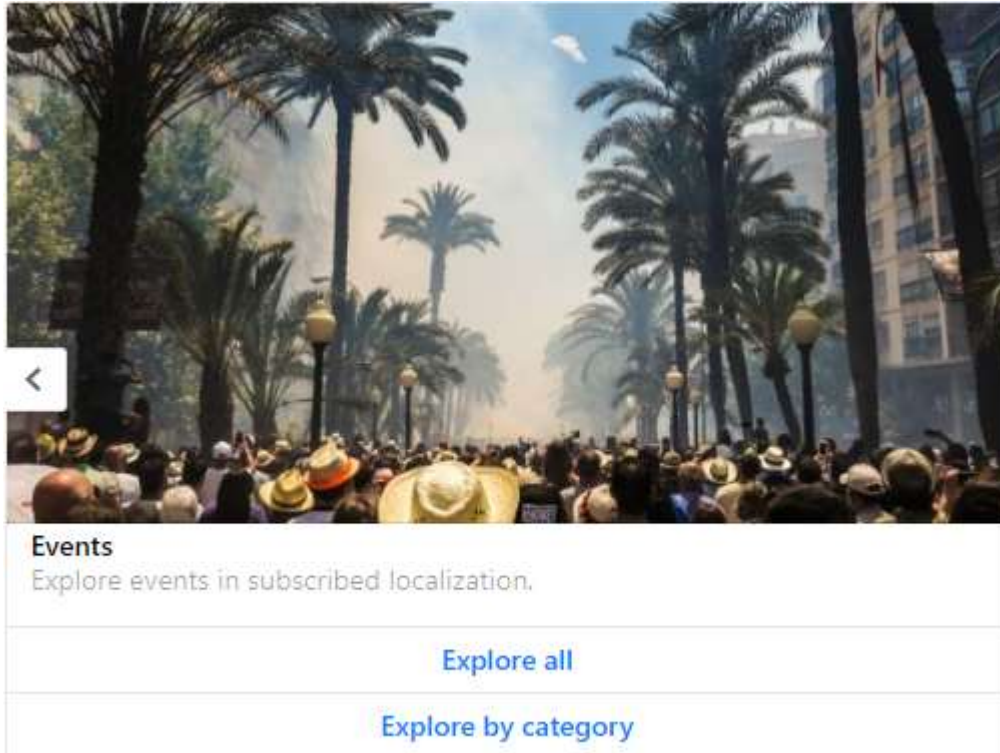 Events
Explore events in subscribed localization.
Explore all
Explore by category